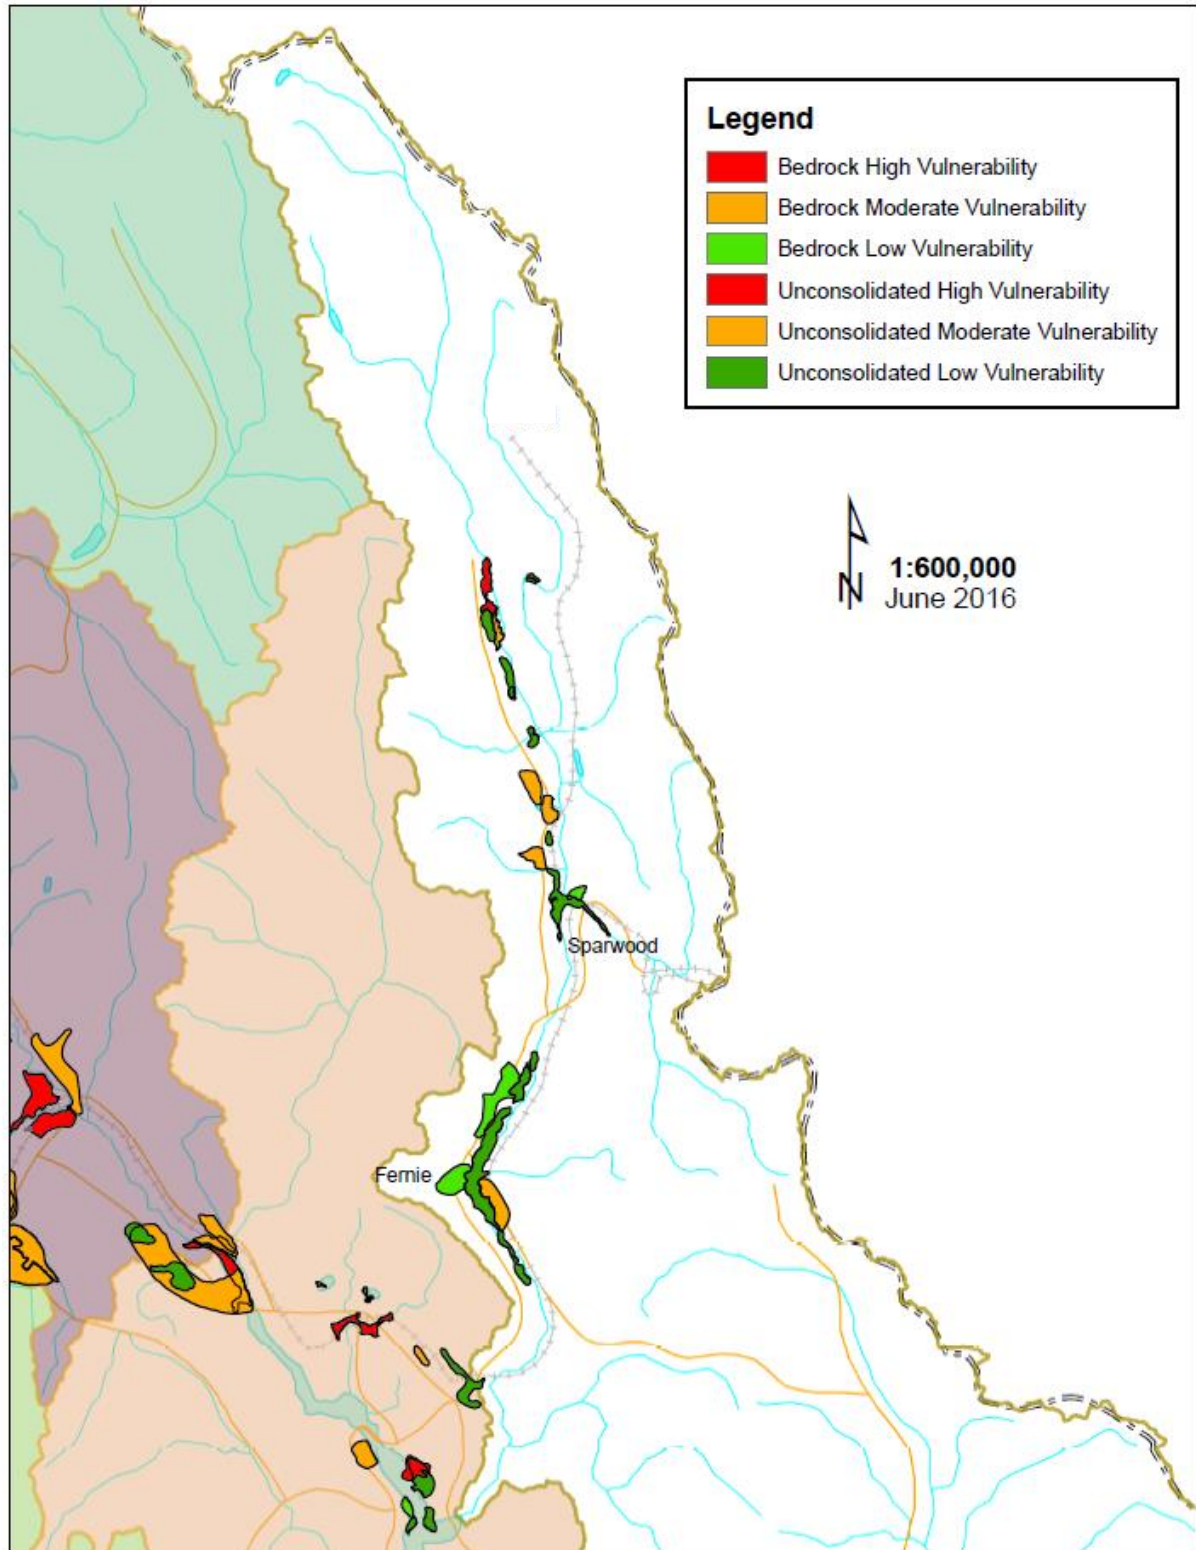 Legend
Bedrock High Vulnerability
Bedrock Moderate Vulnerability
Bedrock Low Vulnerability
Unconsolidated High Vulnerability
Unconsolidated Moderate Vulnerability
Unconsolidated Low Vulnerability
N
1:600,000
June 2016
Sparwood
Fernie